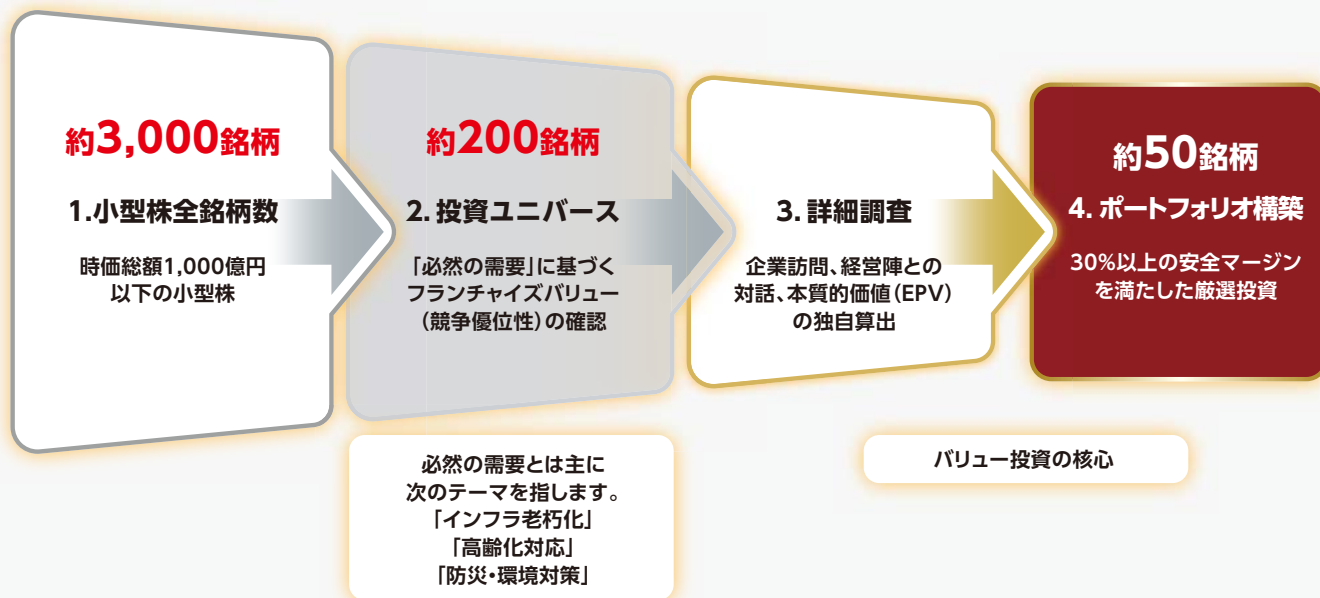 約3,000銘柄
1.小型株全銘柄数
時価総額1,000億円
以下の小型株
約200銘柄
2. 投資ユニバース
「必然の需要」に基づく
フランチャイズバリュー
（競争優位性）の確認
3. 詳細調査
企業訪問、経営陣との
対話、本質的価値（EPV）
の独自算出
約50銘柄
4. ポートフォリオ構築
30%以上の安全マージン
を満たした厳選投資
必然の需要とは主に
次のテーマを指します。
「インフラ老朽化」
「高齢化対応」
「防災・環境対策」
バリュー投資の核心